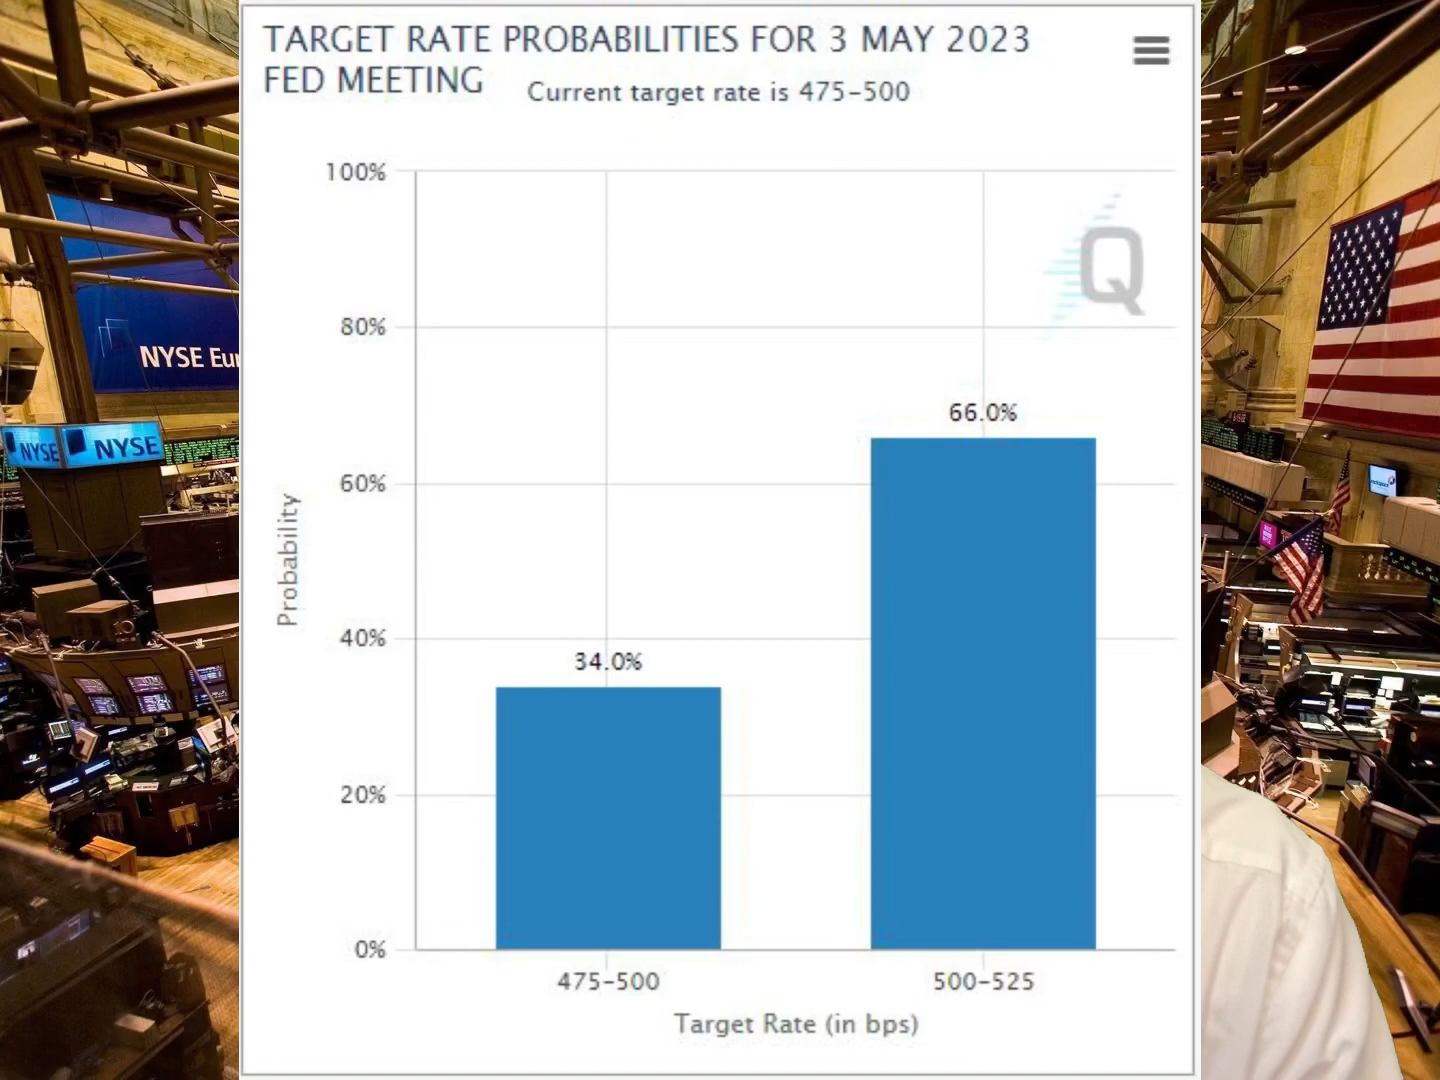 TARGET RATE PROBABILITIES FOR 3 MAY 2023
FED MEETING
Current target rate is 475-500
100%
80%
60%
40%
20%
0%
Probability
66.0%
34.0%
475-500
500-525
Target Rate (in bps)
Q
NYSE Eur
NYSE
NYSE